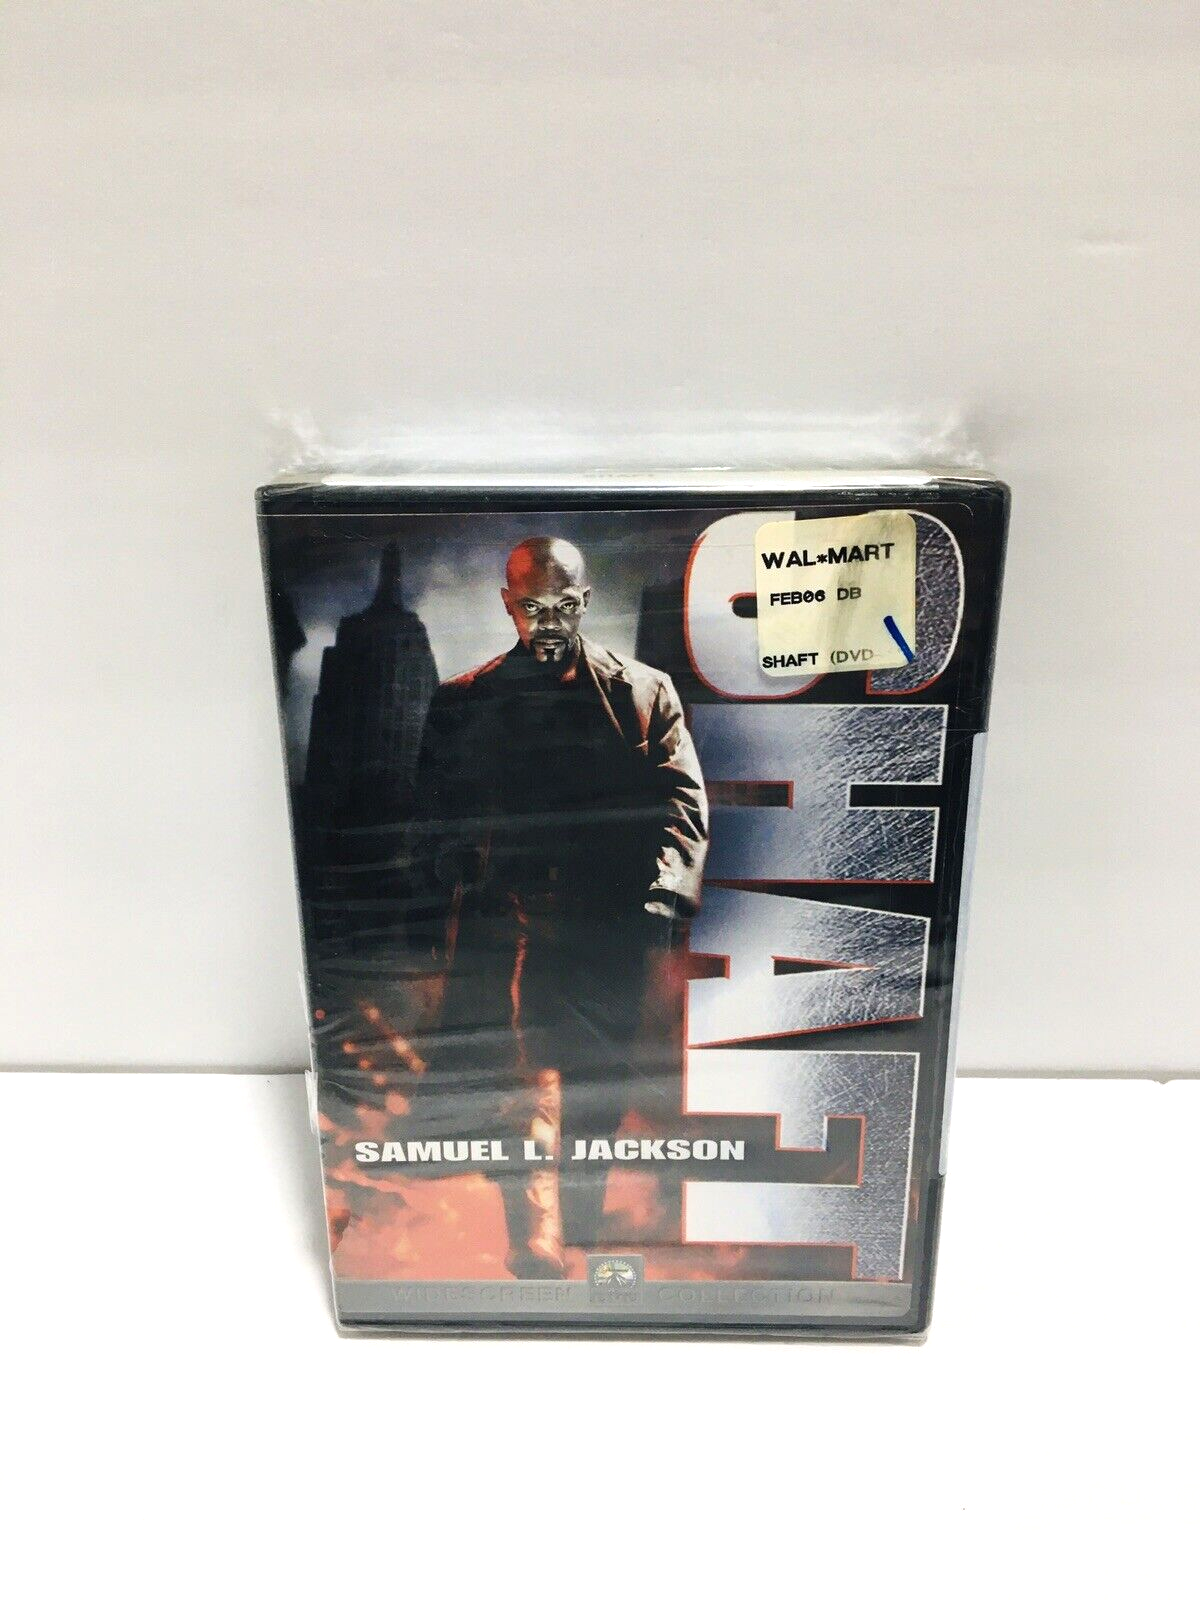 WAL*MART
FEB06 DB
SHAFT (DVD
SHAFT
SAMUEL L. JACKSON
WIDESCREEN COLLECTION